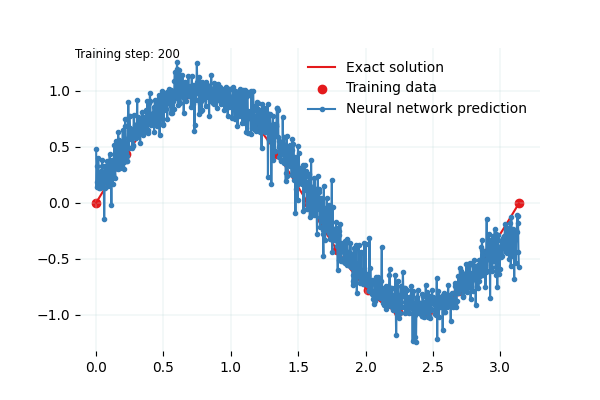 Training step: 200
Exact solution
Training data
Neural network prediction
1.0
0.5
0.0
−0.5
−1.0
0.0 0.5 1.0 1.5 2.0 2.5 3.0